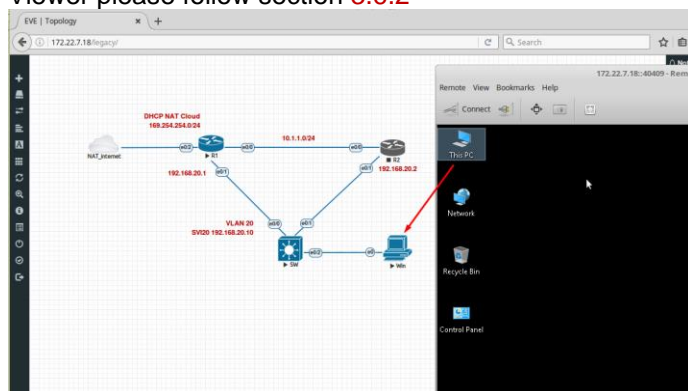 viewer please follow section
EVE | Topology
172.22.7.18/legacy/
Search
172.22.7.18::40409 - Rem
Remote View Bookmarks Help
Connect
DHCP NAT Cloud
169.254.254.0/24
NAT_Internet
e0/2
R1
e0/0
10.1.1.0/24
e0/0
R2
192.168.20.1
e0/1
e0/1
192.168.20.2
VLAN 20
SVI20 192.168.20.10
e0/0
e0/1
SW
e0/2
e0
Win
This PC
Network
Recycle Bin
Control Panel